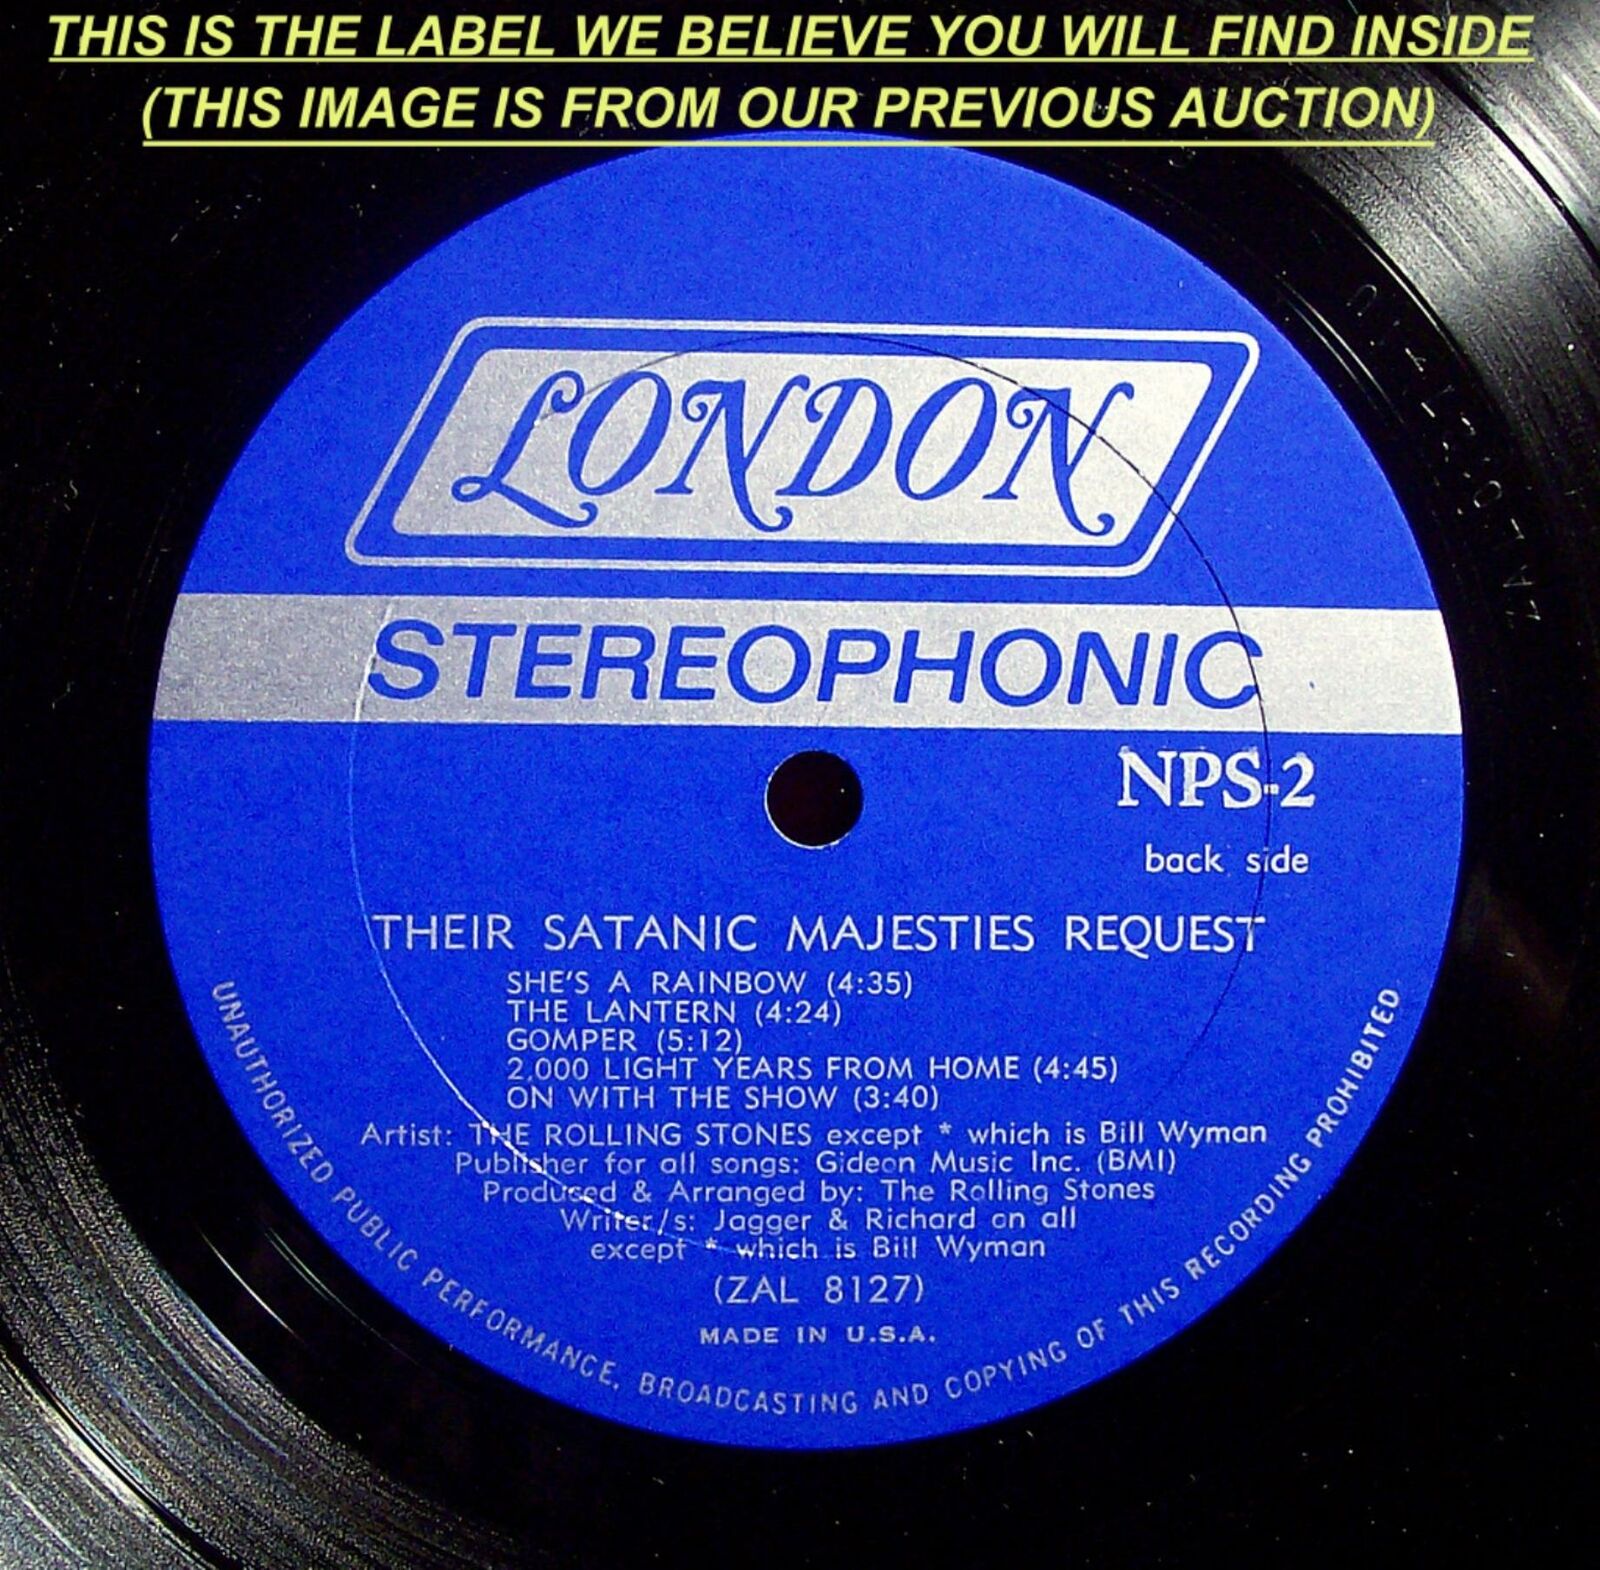 THIS IS THE LABEL WE BELIEVE YOU WILL FIND INSIDE
(THIS IMAGE IS FROM OUR PREVIOUS AUCTION)
LONDON
STEREOPHONIC
NPS-2
back side
THEIR SATANIC MAJESTIES REQUEST
SHE'S A RAINBOW (4:35)
THE LANTERN (4:24)
GOMPER (5:12)
2,000 LIGHT YEARS FROM HOME (4:45)
ON WITH THE SHOW (3:40)
Artist: THE ROLLING STONES except * which is Bill Wyman
Publisher for all songs: Gideon Music Inc. (BMI)
Produced & Arranged by: The Rolling Stones
Writer/s: Jagger & Richard on all
except * which is Bill Wyman
(ZAL 8127)
MADE IN U.S.A.
UNAUTHORIZED PUBLIC PERFORMANCE, BROADCASTING AND COPYING OF THIS RECORDING PROHIBITED